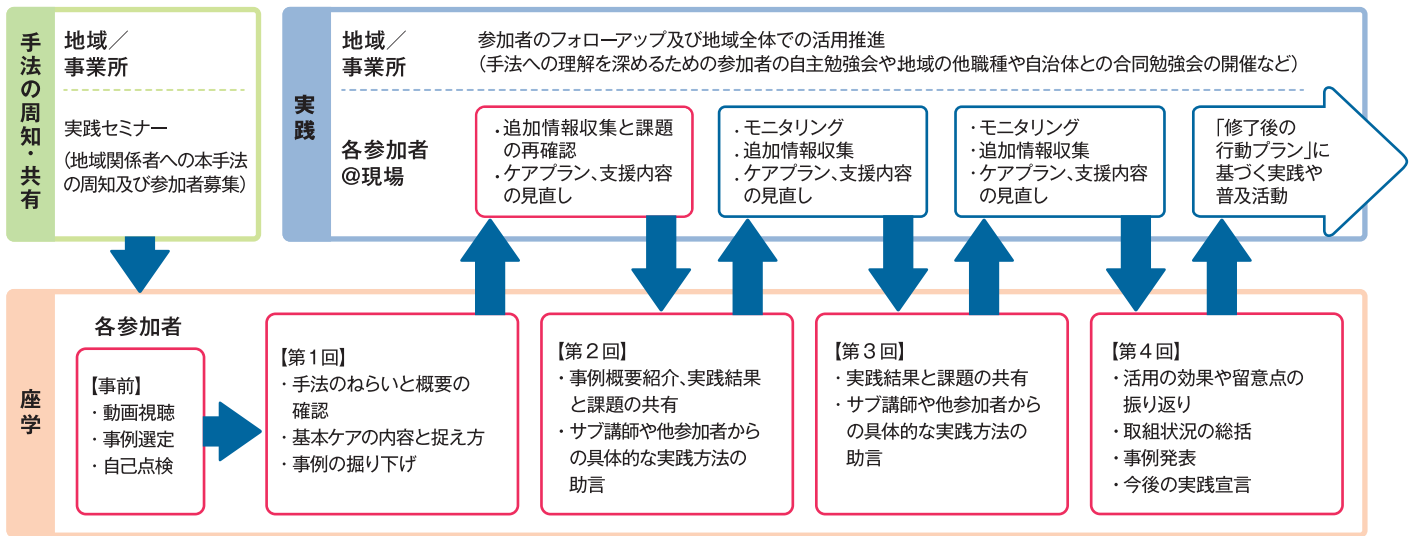 手法の周知・共有
地域／
事業所
実践セミナー
（地域関係者への本手法
の周知及び参加者募集）
実践
地域／
事業所
参加者のフォローアップ及び地域全体での活用推進
（手法への理解を深めるための参加者の自主勉強会や、地域の他職種や自治体との合同勉強会の開催など）
各参加者
＠現場
・追加情報収集と課題
の再確認
・ケアプラン、支援内容
の見直し
・モニタリング
・追加情報収集
・ケアプラン、支援内容
の見直し
・モニタリング
・追加情報収集
・ケアプラン、支援内容
の見直し
「修了後の
行動プラン」に
基づく実践や
普及活動
座学
各参加者
【事前】
・動画視聴
・事例選定
・自己点検
【第１回】
・手法のねらいと概要の
確認
・基本ケアの内容と捉え方
・事例の掘り下げ
【第２回】
・事例概要紹介、実践結果
と課題の共有
・サブ講師や他参加者から
の具体的な実践方法の
助言
【第３回】
・実践結果と課題の共有
・サブ講師や他参加者から
の具体的な実践方法の
助言
【第４回】
・活用の効果や留意点の
振り返り
・取組状況の総括
・事例発表
・今後の実践宣言